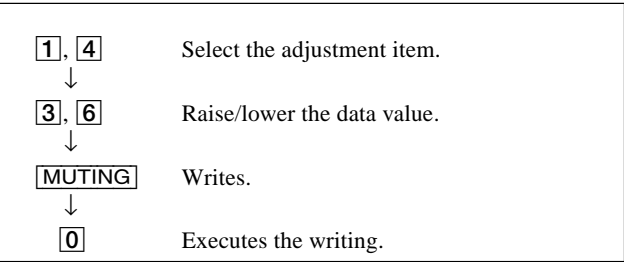 1, 4 Select the adjustment item.
↓
3, 6 Raise/lower the data value.
↓
MUTING Writes.
↓
0 Executes the writing.